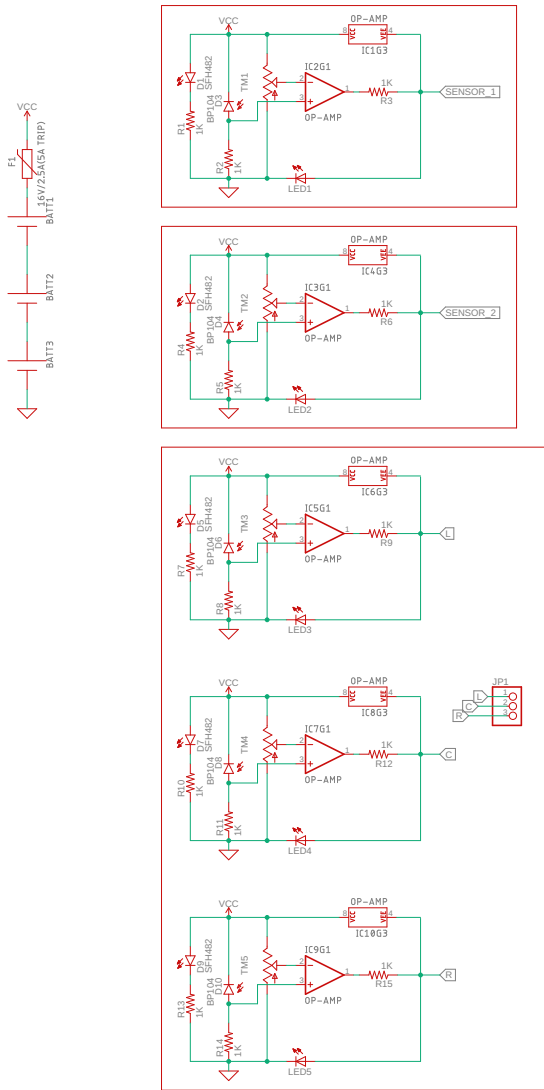 VCC
F1
16V/2.5A(5A TRIP)
BATT1
BATT2
BATT3
VCC
OP-AMP
8
VCC
VEE
4
IC1G3
D1
SFH482
BP104
D3
TM1
IC2G1
2
3
1
OP-AMP
1K
R3
SENSOR_1
R1
1K
R2
1K
LED1
VCC
OP-AMP
8
VCC
VEE
4
IC4G3
D2
SFH482
BP104
D4
TM2
IC3G1
2
3
1
OP-AMP
1K
R6
SENSOR_2
R4
1K
R5
1K
LED2
VCC
OP-AMP
8
VCC
VEE
4
IC6G3
D5
SFH482
BP104
D6
TM3
IC5G1
2
3
1
OP-AMP
1K
R9
L
R7
1K
R8
1K
LED3
VCC
OP-AMP
8
VCC
VEE
4
IC8G3
D7
SFH482
BP104
D8
TM4
IC7G1
2
3
1
OP-AMP
1K
R12
C
R10
1K
R11
1K
LED4
JP1
L
1
C
2
R
3
VCC
OP-AMP
8
VCC
VEE
4
IC10G3
D9
SFH482
BP104
D10
TM5
IC9G1
2
3
1
OP-AMP
1K
R15
R
R13
1K
R14
1K
LED5